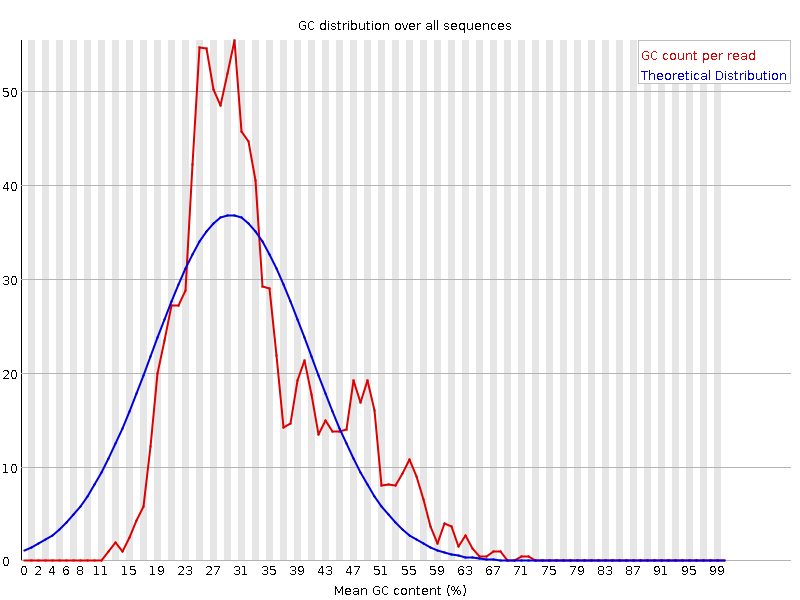 GC distribution over all sequences
GC count per read
Theoretical Distribution
50
40
30
20
10
0
0 2 4 6 8 11 15 19 23 27 31 35 39 43 47 51 55 59 63 67 71 75 79 83 87 91 95 99
Mean GC content (%)